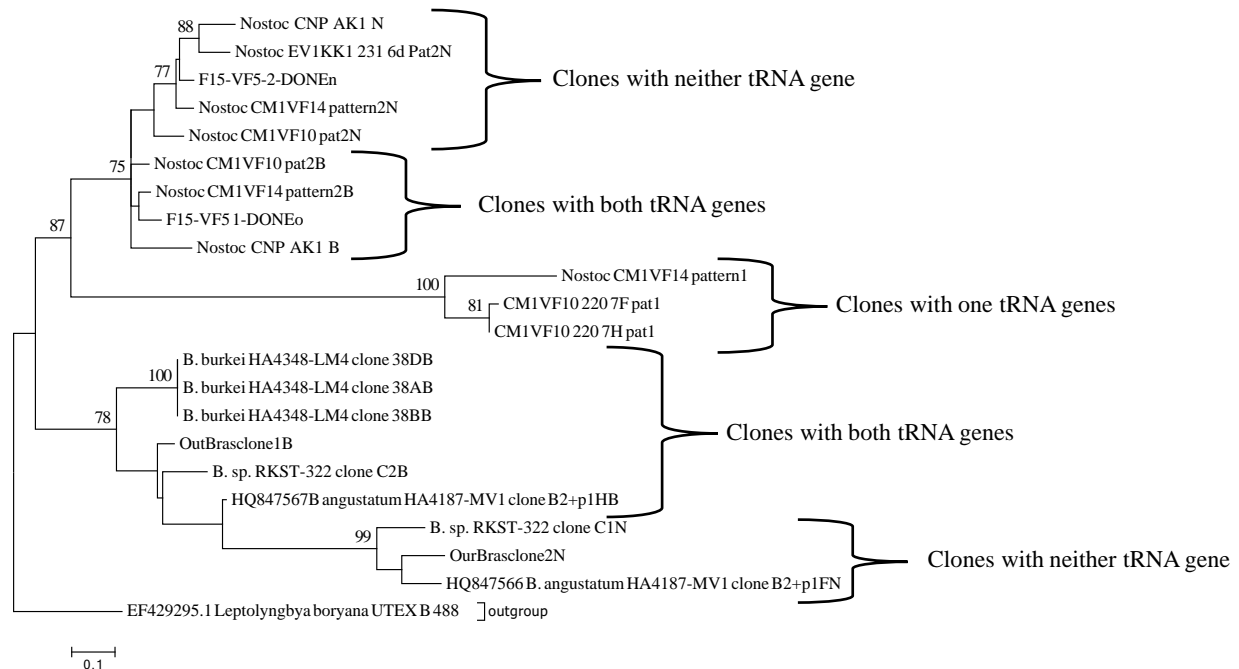 88
Nostoc CNP AK1 N
Nostoc EV1KK1 231 6d Pat2N
77
F15-VF5-2-DONEn
Clones with neither tRNA gene
Nostoc CM1VF14 pattern2N
Nostoc CM1VF10 pat2N
75
Nostoc CM1VF10 pat2B
Nostoc CM1VF14 pattern2B
Clones with both tRNA genes
F15-VF5 1-DONEo
87
Nostoc CNP AK1 B
100
Nostoc CM1VF14 pattern1
81
CM1VF10 220 7F pat1
Clones with one tRNA genes
CM1VF10 220 7H pat1
B. burkei HA4348-LM4 clone 38DB
100
B. burkei HA4348-LM4 clone 38AB
78
B. burkei HA4348-LM4 clone 38BB
Clones with both tRNA genes
OutBrasclone1B
B. sp. RKST-322 clone C2B
HQ847567B angustatum HA4187-MV1 clone B2+p1HB
99
B. sp. RKST-322 clone C1N
OurBrasclone2N
Clones with neither tRNA gene
HQ847566 B. angustatum HA4187-MV1 clone B2+p1FN
EF429295.1 Leptolyngbya boryana UTEX B 488
outgroup
0.1